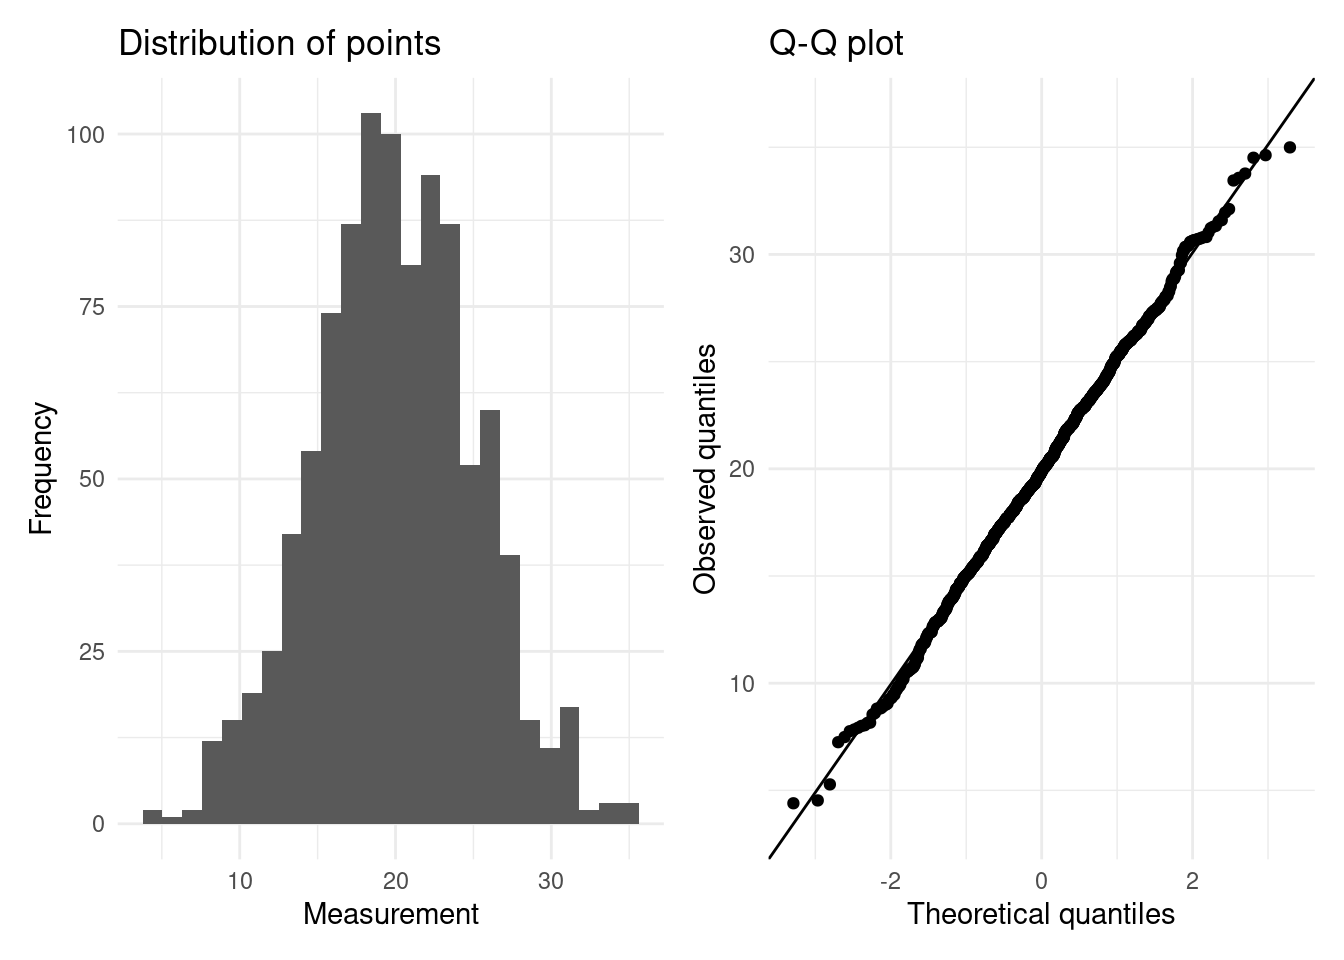 Distribution of points
Frequency
100
75
50
25
0
10 20 30
Measurement
Q-Q plot
Observed quantiles
30
20
10
-2 0 2
Theoretical quantiles